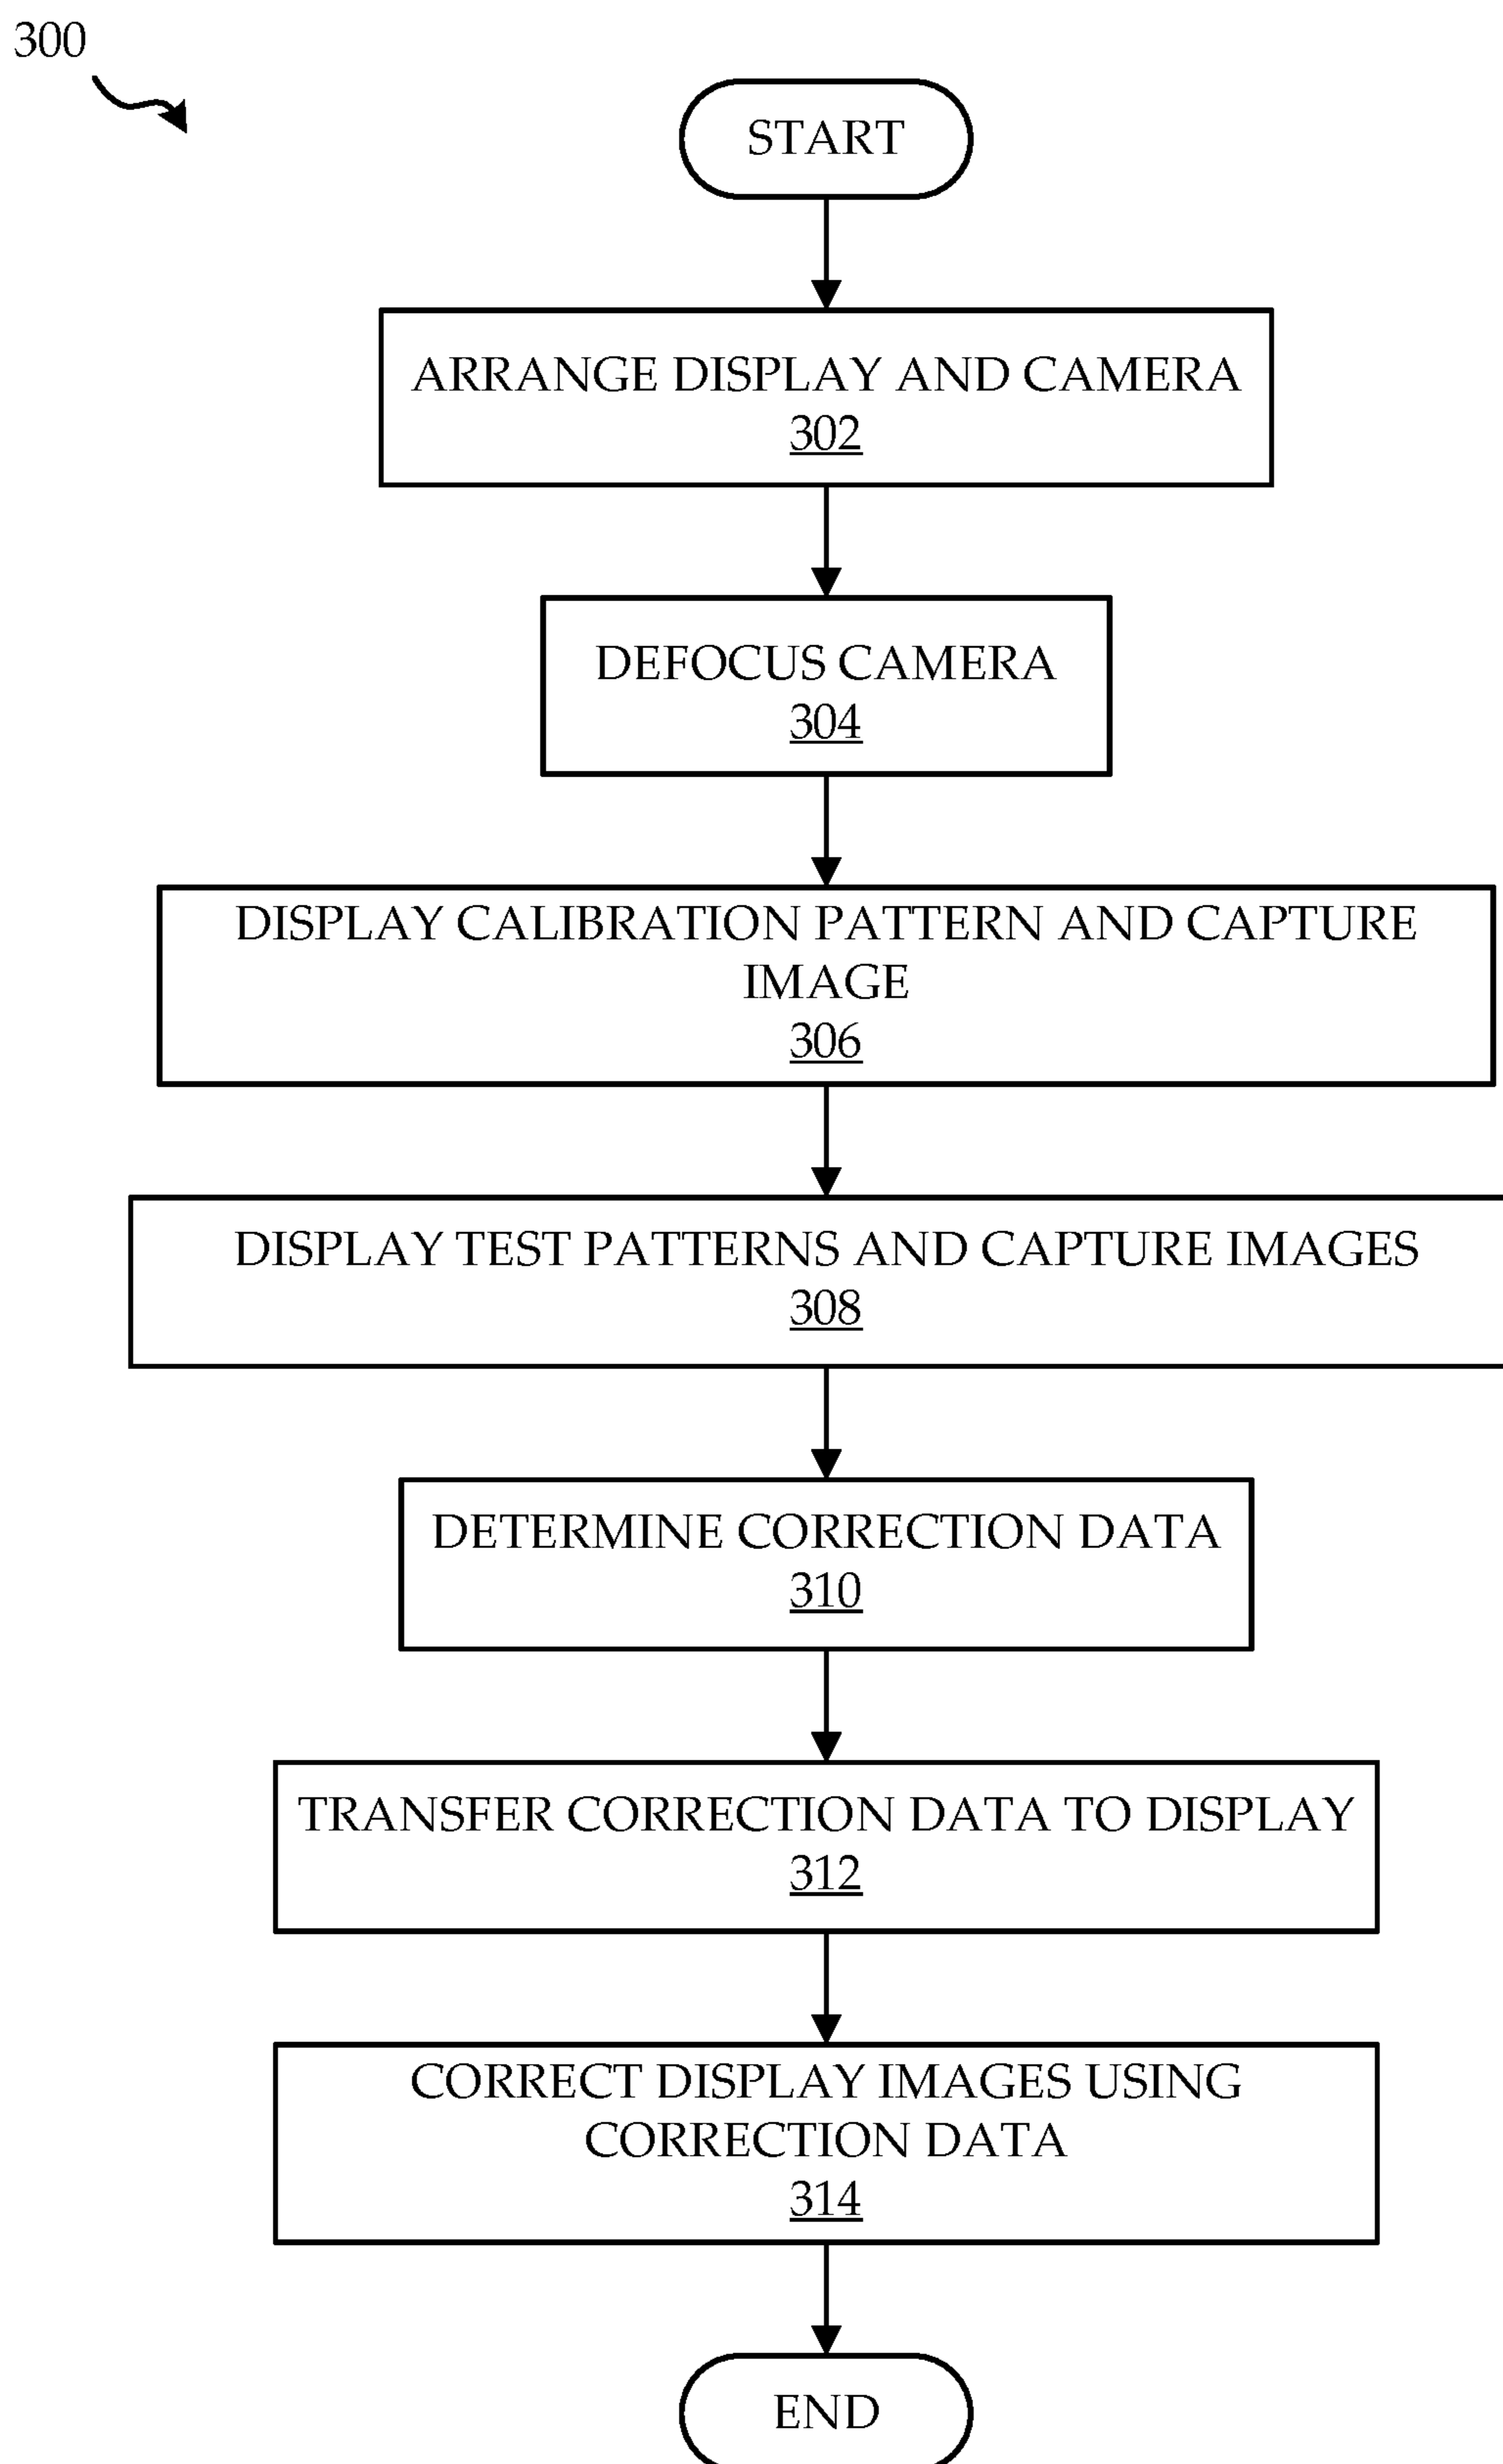 300
START
ARRANGE DISPLAY AND CAMERA
302
DEFOCUS CAMERA
304
DISPLAY CALIBRATION PATTERN AND CAPTURE
IMAGE
306
DISPLAY TEST PATTERNS AND CAPTURE IMAGES
308
DETERMINE CORRECTION DATA
310
TRANSFER CORRECTION DATA TO DISPLAY
312
CORRECT DISPLAY IMAGES USING
CORRECTION DATA
314
END